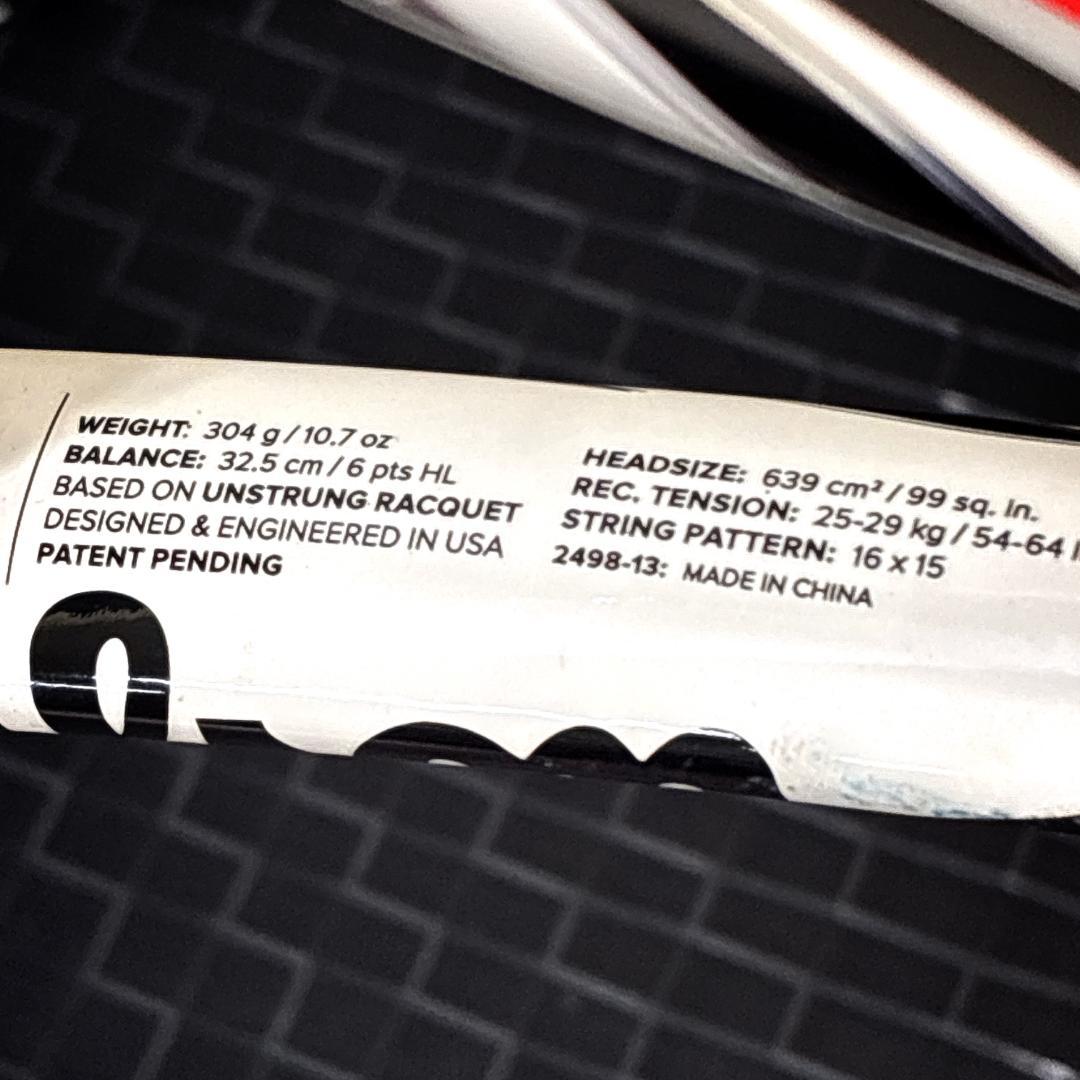 WEIGHT: 304 g / 10.7 oz
BALANCE: 32.5 cm / 6 pts HL
BASED ON UNSTRUNG RACQUET
DESIGNED & ENGINEERED IN USA
PATENT PENDING
HEADSIZE: 639 cm² / 99 sq. in.
REC. TENSION: 25-29 kg / 54-64
STRING PATTERN: 16 x 15
2498-13: MADE IN CHINA